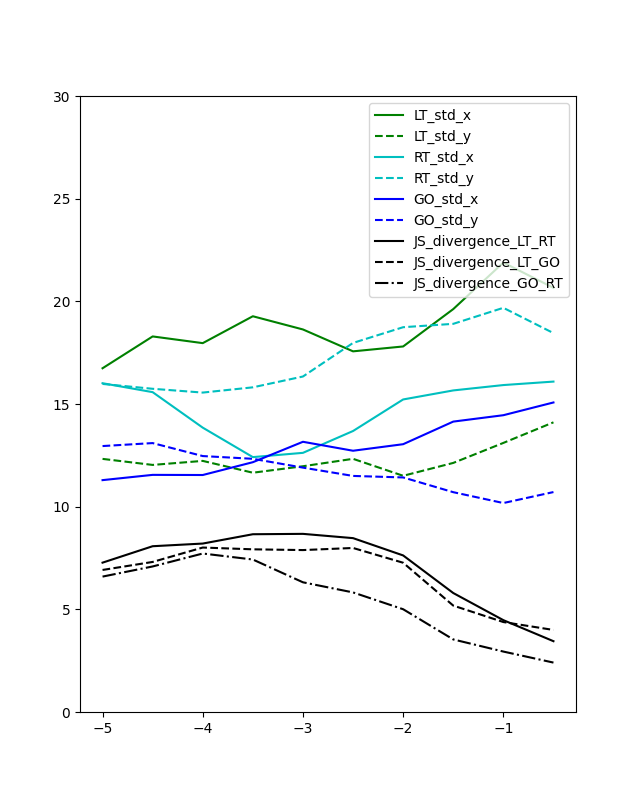 30
25
20
15
10
5
0
−5
−4
−3
−2
−1
LT_std_x
LT_std_y
RT_std_x
RT_std_y
GO_std_x
GO_std_y
JS_divergence_LT_RT
JS_divergence_LT_GO
JS_divergence_GO_RT